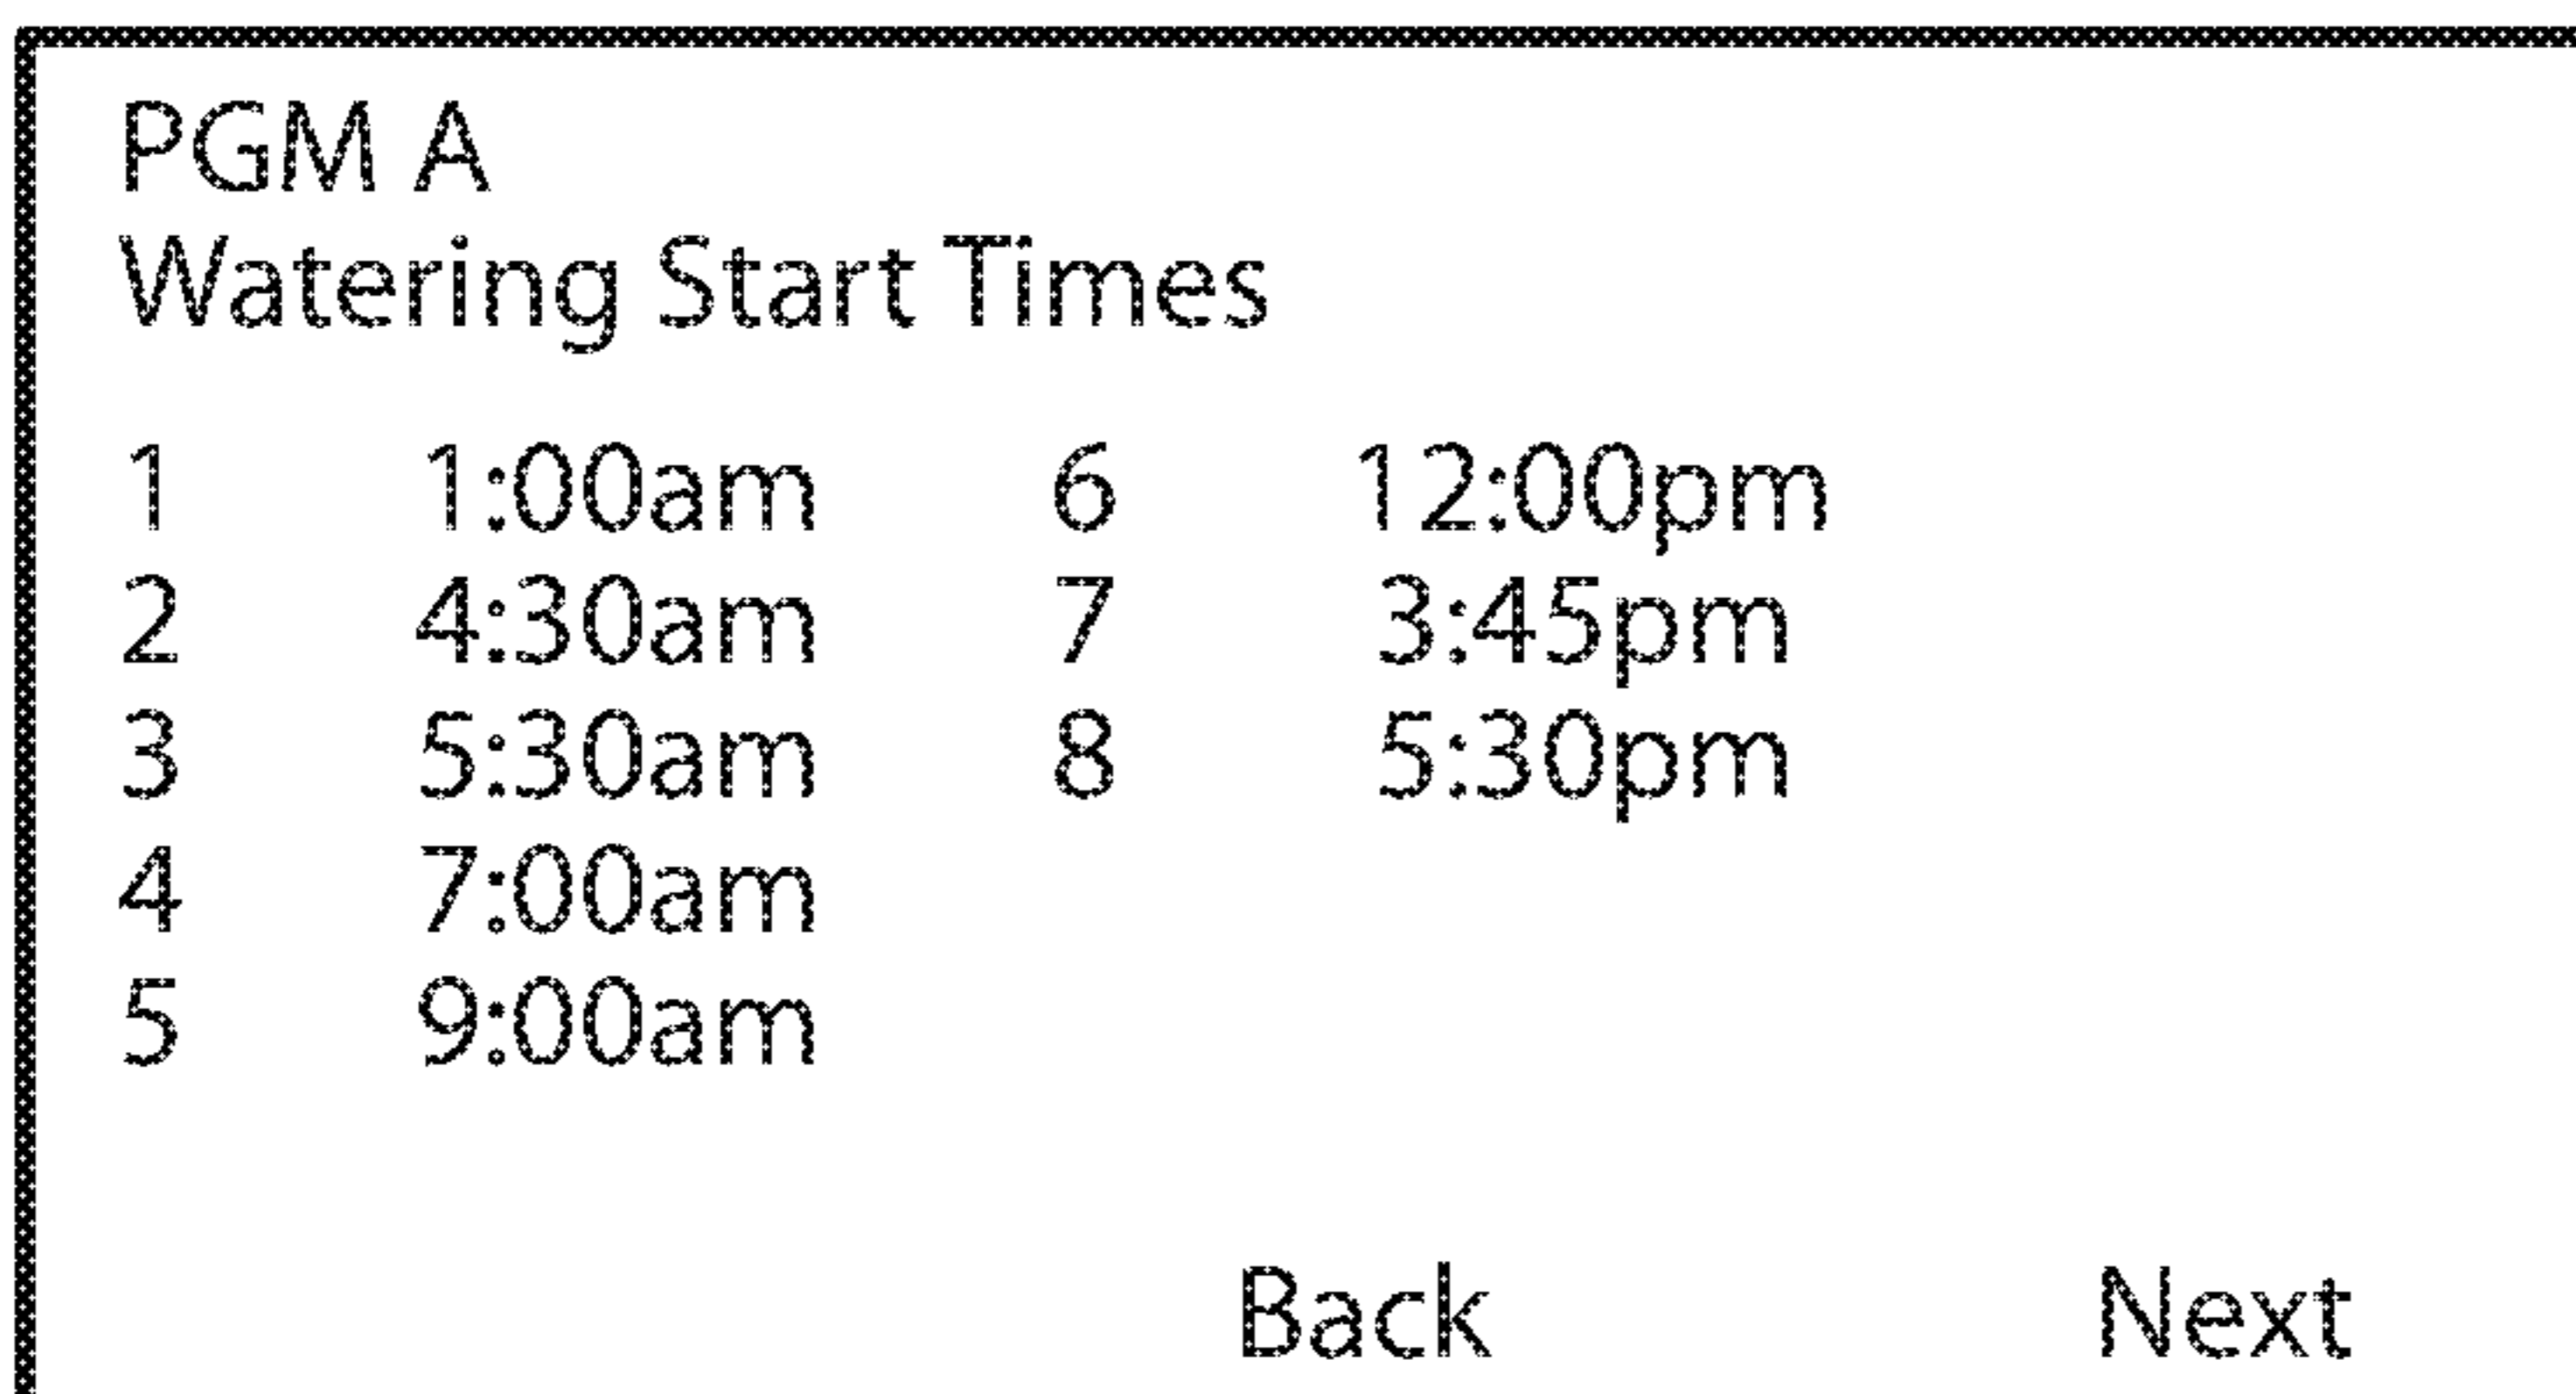 PGM A
Watering Start Times
1 1:00am 6 12:00pm
2 4:30am 7 3:45pm
3 5:30am 8 5:30pm
4 7:00am
5 9:00am
Back Next